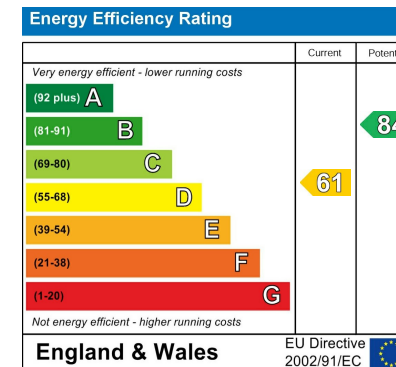 Energy Efficiency Rating
Current Potent
Very energy efficient - lower running costs
(92 plus) A
(81-91) B
84
(69-80) C
(55-68) D
61
(39-54) E
(21-38) F
(1-20) G
Not energy efficient - higher running costs
England & Wales
EU Directive
2002/91/EC